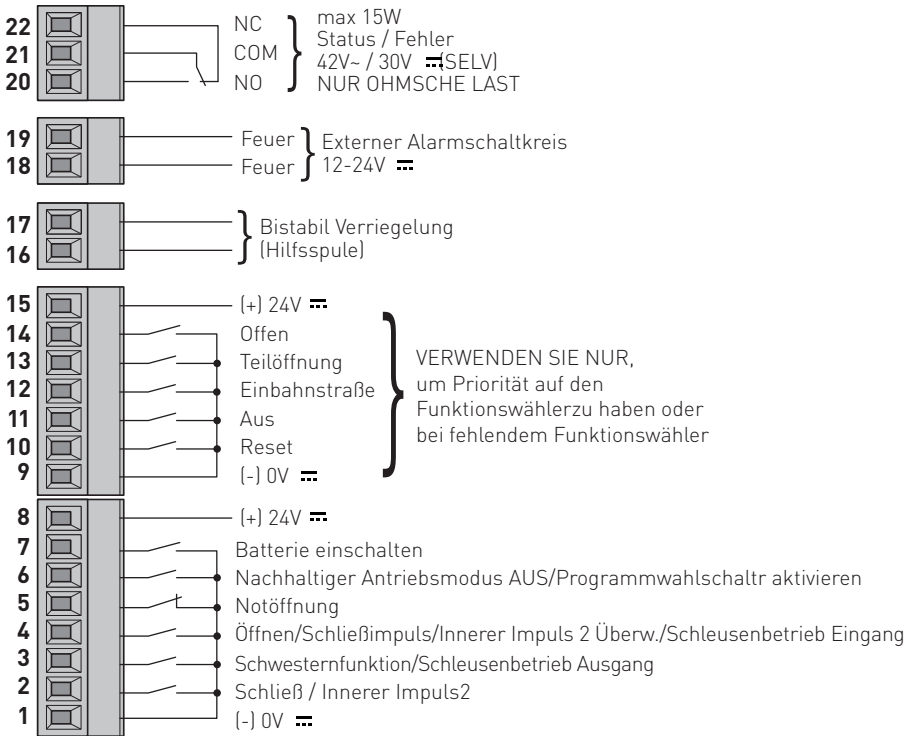 22 NC
21 COM
20 NO
max 15W
Status / Fehler
42V~ / 30V ⎓(SELV)
NUR OHMSCHE LAST
19 Feuer
18 Feuer
Externer Alarmschaltkreis
12-24V ⎓
17
16
Bistabil Verriegelung
(Hilfsspule)
15 (+) 24V ⎓
14 Offen
13 Teilöffnung
12 Einbahnstraße
11 Aus
10 Reset
9 (-) 0V ⎓
VERWENDEN SIE NUR,
um Priorität auf den
Funktionswählerzu haben oder
bei fehlendem Funktionswähler
8 (+) 24V ⎓
7 Batterie einschalten
6 Nachhaltiger Antriebsmodus AUS/Programmwahlschaltr aktivieren
5 Notöffnung
4 Öffnen/Schließimpuls/Innerer Impuls 2 Überw./Schleusenbetrieb Eingang
3 Schwesternfunktion/Schleusenbetrieb Ausgang
2 Schließ / Innerer Impuls2
1 (-) 0V ⎓